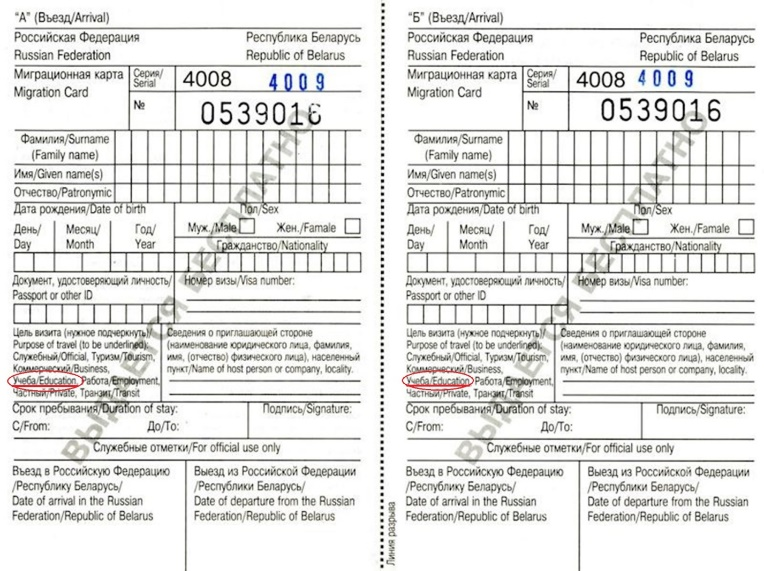 "А" (Въезд/Arrival)
Российская Федерация Республика Беларусь
Russian Federation Republic of Belarus
Миграционная карта
Migration Card
Серия/
Serial
4008 4009
№ 0539016
Фамилия/Surname
(Family name)
Имя/Given name(s)
Отчество/Patronymic
Дата рождения/Date of birth Пол/Sex
День/ Месяц/ Год/ Муж./Male Жен./Famale
Day Month Year Гражданство/Nationality
Документ, удостоверяющий личность/ Номер визы/Visa number:
Passport or other ID
Цель визита (нужное подчеркнуть)/
Purpose of travel (to be underlined):
Служебный/Official, Туризм/Tourism,
Коммерческий/Business,
Учеба/Education, Работа/Employment,
Частный/Private, Транзит/Transit
Сведения о приглашающей стороне
(наименование юридического лица, фамилия,
имя, (отчество) физического лица), населенный
пункт/Name of host person or company, locality.
Срок пребывания/Duration of stay: Подпись/Signature:
С/From: До/To:
Служебные отметки/For official use only
Въезд в Российскую Федерацию
/Республику Беларусь/
Date of arrival in the Russian
Federation/Republic of Belarus
Выезд из Российской Федерации
/Республики Беларусь/
Date of departure from the Russian
Federation/Republic of Belarus
ВЫДАЕТСЯ БЕСПЛАТНО
Линия разрыва
"Б" (Въезд/Arrival)
Российская Федерация Республика Беларусь
Russian Federation Republic of Belarus
Миграционная карта
Migration Card
Серия/
Serial
4008 4009
№ 0539016
Фамилия/Surname
(Family name)
Имя/Given name(s)
Отчество/Patronymic
Дата рождения/Date of birth Пол/Sex
День/ Месяц/ Год/ Муж./Male Жен./Famale
Day Month Year Гражданство/Nationality
Документ, удостоверяющий личность/ Номер визы/Visa number:
Passport or other ID
Цель визита (нужное подчеркнуть)/
Purpose of travel (to be underlined):
Служебный/Official, Туризм/Tourism,
Коммерческий/Business,
Учеба/Education, Работа/Employment,
Частный/Private, Транзит/Transit
Сведения о приглашающей стороне
(наименование юридического лица, фамилия,
имя, (отчество) физического лица), населенный
пункт/Name of host person or company, locality.
Срок пребывания/Duration of stay: Подпись/Signature:
С/From: До/To:
Служебные отметки/For official use only
Въезд в Российскую Федерацию
/Республику Беларусь/
Date of arrival in the Russian
Federation/Republic of Belarus
Выезд из Российской Федерации
/Республики Беларусь/
Date of departure from the Russian
Federation/Republic of Belarus
ВЫДАЕТСЯ БЕСПЛАТНО